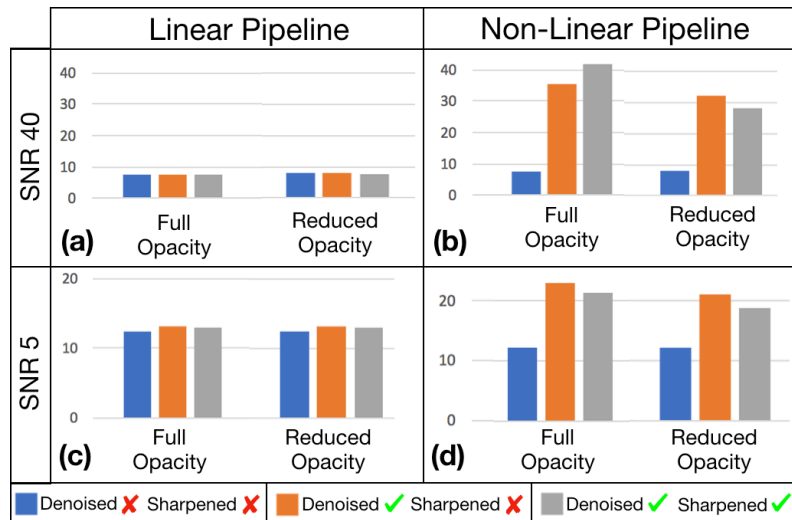 Linear Pipeline
Non-Linear Pipeline
SNR 40
40
30
20
10
0
Full
Opacity
Reduced
Opacity
(a)
40
30
20
10
0
Full
Opacity
Reduced
Opacity
(b)
SNR 5
20
10
0
Full
Opacity
Reduced
Opacity
(c)
20
10
0
Full
Opacity
Reduced
Opacity
(d)
Denoised ✘ Sharpened ✘
Denoised ✓ Sharpened ✘
Denoised ✓ Sharpened ✓